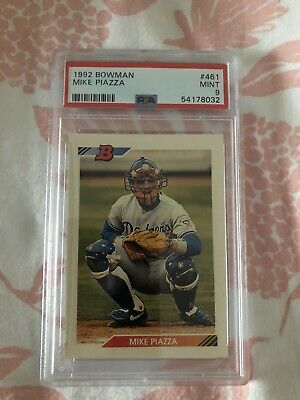 1992 BOWMAN #461
MIKE PIAZZA MINT
9
PSA 54178032
B
Dodgers
MIKE PIAZZA